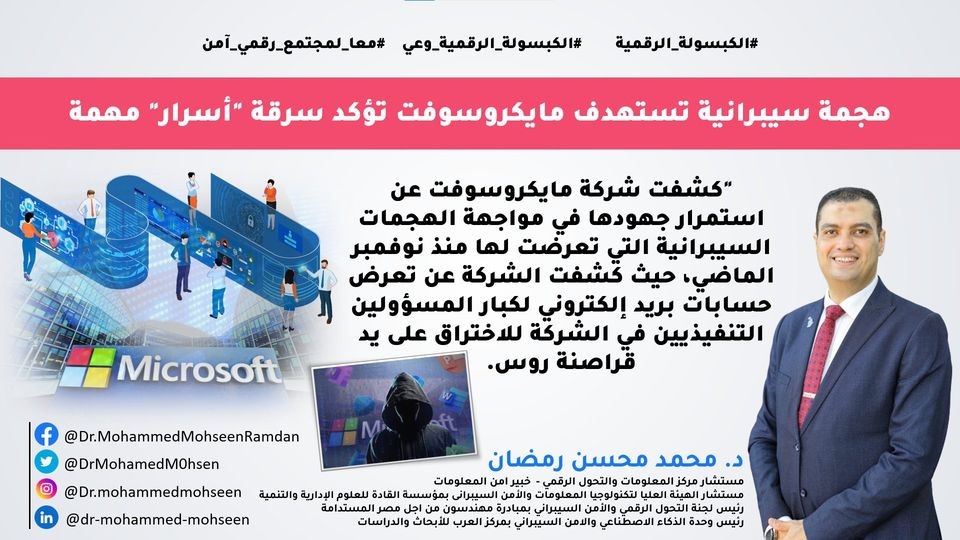 #الكبسولة_الرقمية #الكبسولة_الرقمية_وعي #معا_لمجتمع_رقمي_آمن
هجمة سيبرانية تستهدف مايكروسوفت تؤكد سرقة "أسرار" مهمة
"كشفت شركة مايكروسوفت عن
استمرار جهودها في مواجهة الهجمات
السيبرانية التي تعرضت لها منذ نوفمبر
الماضي، حيث كشفت الشركة عن تعرض
حسابات بريد إلكتروني لكبار المسؤولين
التنفيذيين في الشركة للاختراق على يد
قراصنة روس.
Microsoft
Microsoft
@Dr.MohammedMohseenRamdan
@DrMohamedM0hsen
@Dr.mohammedmohseen
@dr-mohammed-mohseen
د. محمد محسن رمضان
مستشار مركز المعلومات والتحول الرقمي - خبير امن المعلومات
مستشار الهيئة العليا لتكنولوجيا المعلومات والأمن السيبرانى بمؤسسة القادة للعلوم الإدارية والتنمية
رئيس لجنة التحول الرقمي والأمن السيبراني بمبادرة مهندسون من اجل مصر المستدامة
رئيس وحدة الذكاء الاصطناعي والامن السيبراني بمركز العرب للأبحاث والدراسات